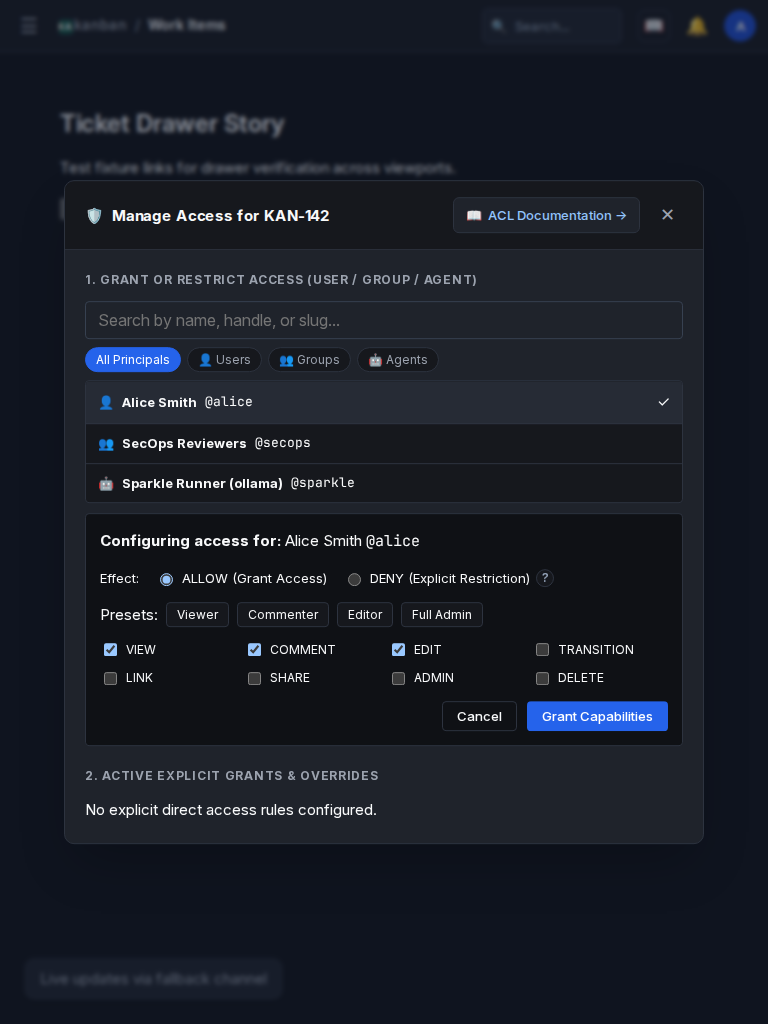 kanban / Work Items
Search...
A
Ticket Drawer Story
Test fixture links for drawer verification across viewports.
Manage Access for KAN-142
ACL Documentation →
1. GRANT OR RESTRICT ACCESS (USER / GROUP / AGENT)
Search by name, handle, or slug...
All Principals
Users
Groups
Agents
Alice Smith @alice
SecOps Reviewers @secops
Sparkle Runner (ollama) @sparkle
Configuring access for: Alice Smith @alice
Effect: ALLOW (Grant Access) DENY (Explicit Restriction) ?
Presets: Viewer Commenter Editor Full Admin
VIEW COMMENT EDIT TRANSITION
LINK SHARE ADMIN DELETE
Cancel Grant Capabilities
2. ACTIVE EXPLICIT GRANTS & OVERRIDES
No explicit direct access rules configured.
Live updates via fallback channel